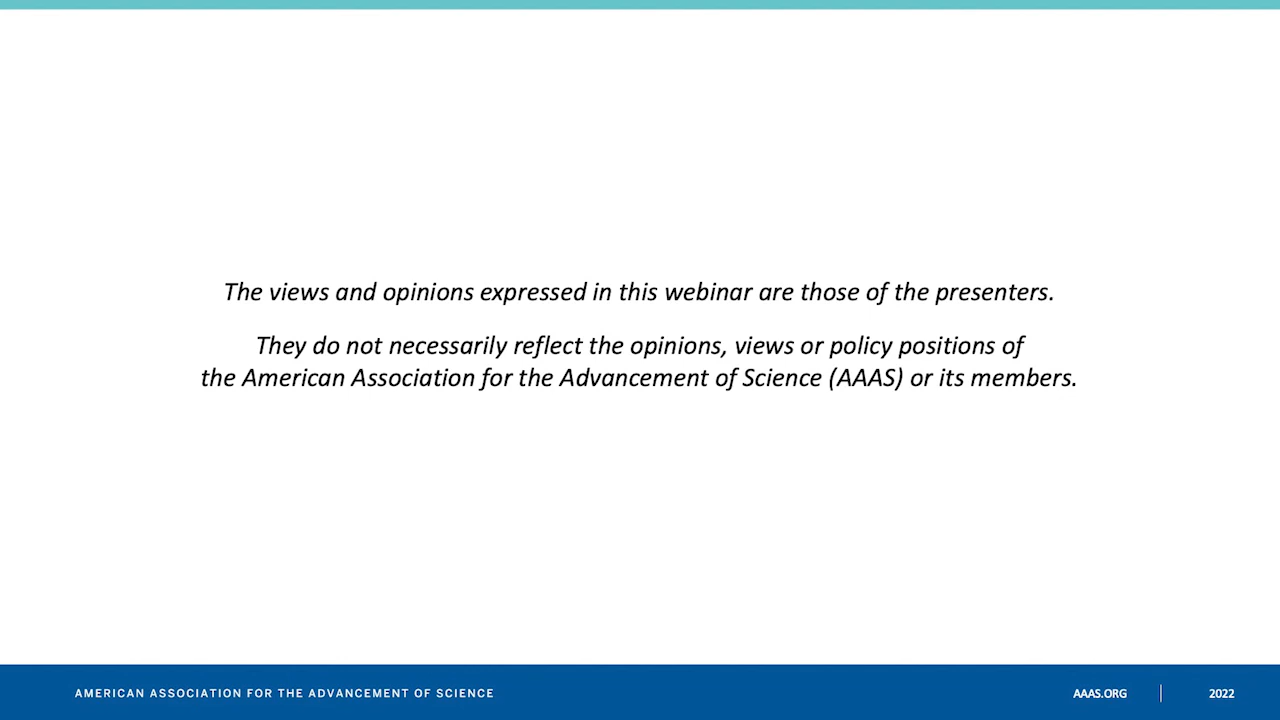 The views and opinions expressed in this webinar are those of the presenters.
They do not necessarily reflect the opinions, views or policy positions of
the American Association for the Advancement of Science (AAAS) or its members.
AMERICAN ASSOCIATION FOR THE ADVANCEMENT OF SCIENCE
AAAS.ORG
2022